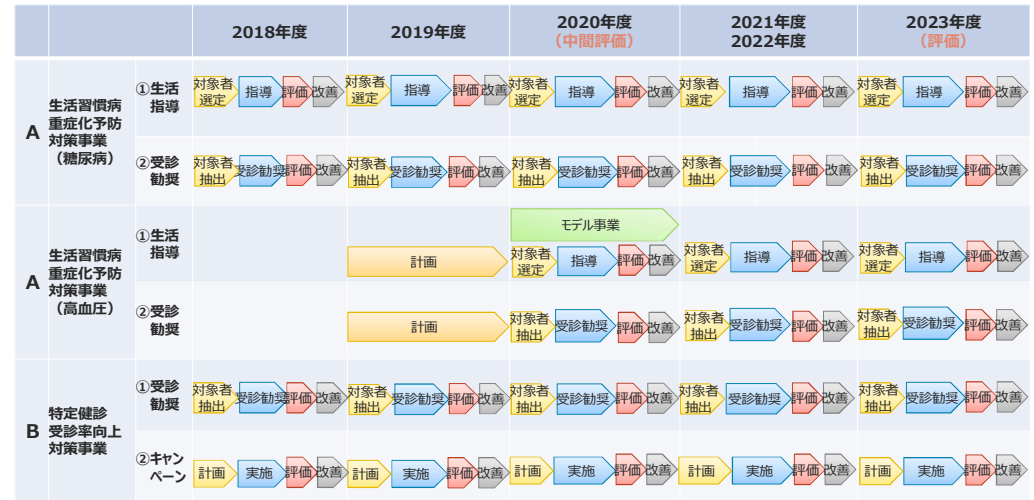 2018年度
2019年度
2020年度
（中間評価）
2021年度
2022年度
2023年度
（評価）
A
生活習慣病
重症化予防
対策事業
（糖尿病）
①生活
指導
対象者
選定
指導
評価
改善
対象者
選定
指導
評価
改善
対象者
選定
指導
評価
改善
対象者
選定
指導
評価
改善
対象者
選定
指導
評価
改善
②受診
勧奨
対象者
抽出
受診勧奨
評価
改善
対象者
抽出
受診勧奨
評価
改善
対象者
抽出
受診勧奨
評価
改善
対象者
抽出
受診勧奨
評価
改善
対象者
抽出
受診勧奨
評価
改善
A
生活習慣病
重症化予防
対策事業
（高血圧）
①生活
指導
計画
モデル事業
対象者
選定
指導
評価
改善
対象者
選定
指導
評価
改善
対象者
選定
指導
評価
改善
②受診
勧奨
計画
対象者
抽出
受診勧奨
評価
改善
対象者
抽出
受診勧奨
評価
改善
対象者
抽出
受診勧奨
評価
改善
B
特定健診
受診率向上
対策事業
①受診
勧奨
対象者
抽出
受診勧奨
評価
改善
対象者
抽出
受診勧奨
評価
改善
対象者
抽出
受診勧奨
評価
改善
対象者
抽出
受診勧奨
評価
改善
対象者
抽出
受診勧奨
評価
改善
②キャン
ペーン
計画
実施
評価
改善
計画
実施
評価
改善
計画
実施
評価
改善
計画
実施
評価
改善
計画
実施
評価
改善